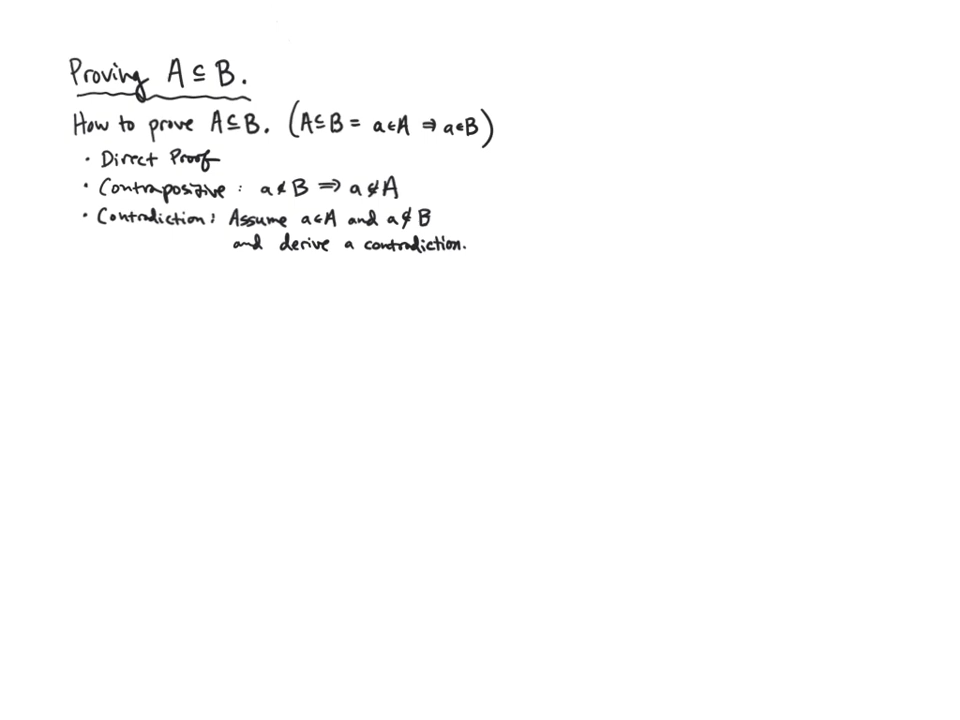 Proving A ⊆ B.
How to prove A ⊆ B. (A ⊆ B = a ∈ A ⇒ a ∈ B)
· Direct Proof
· Contrapositive : a ∉ B ⇒ a ∉ A
· Contradiction : Assume a ∈ A and a ∉ B
and derive a contradiction.